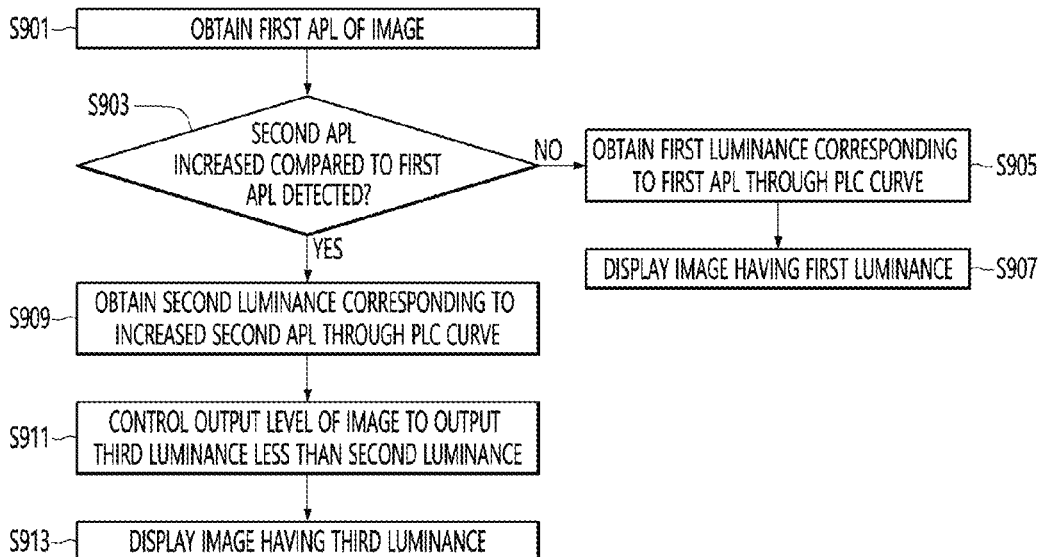 S901
OBTAIN FIRST APL OF IMAGE
S903
SECOND APL
INCREASED COMPARED TO FIRST
APL DETECTED?
NO
OBTAIN FIRST LUMINANCE CORRESPONDING
TO FIRST APL THROUGH PLC CURVE
S905
DISPLAY IMAGE HAVING FIRST LUMINANCE
S907
YES
S909
OBTAIN SECOND LUMINANCE CORRESPONDING TO
INCREASED SECOND APL THROUGH PLC CURVE
S911
CONTROL OUTPUT LEVEL OF IMAGE TO OUTPUT
THIRD LUMINANCE LESS THAN SECOND LUMINANCE
S913
DISPLAY IMAGE HAVING THIRD LUMINANCE